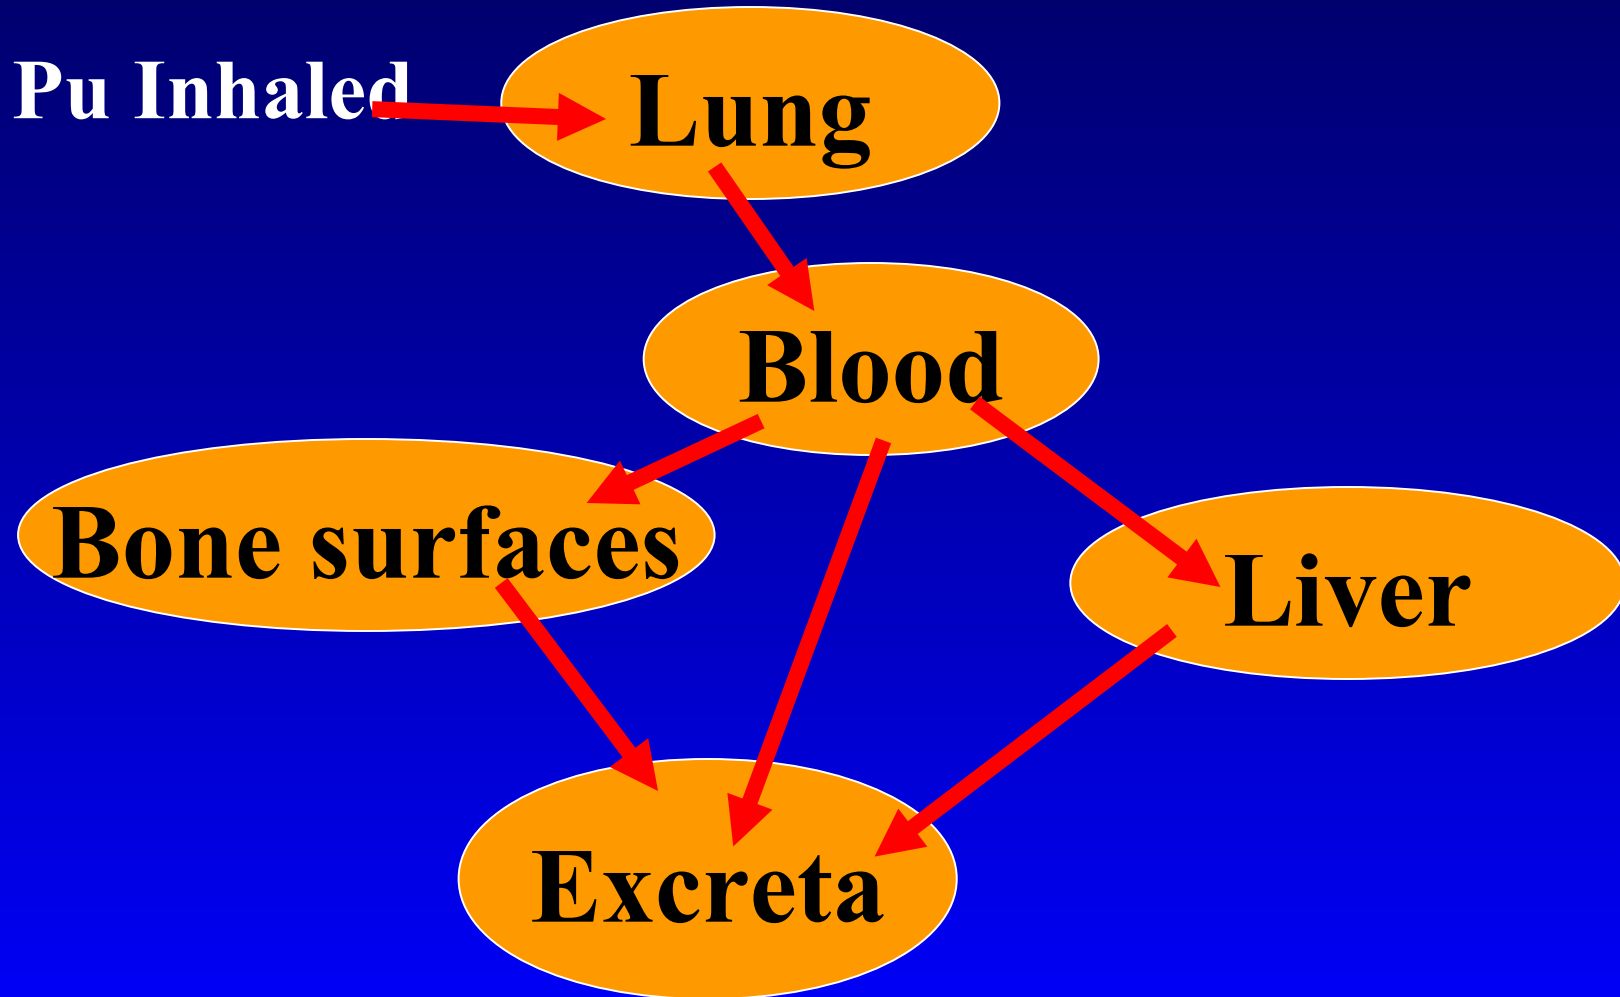 Pu Inhaled
Lung
Blood
Bone surfaces
Liver
Excreta